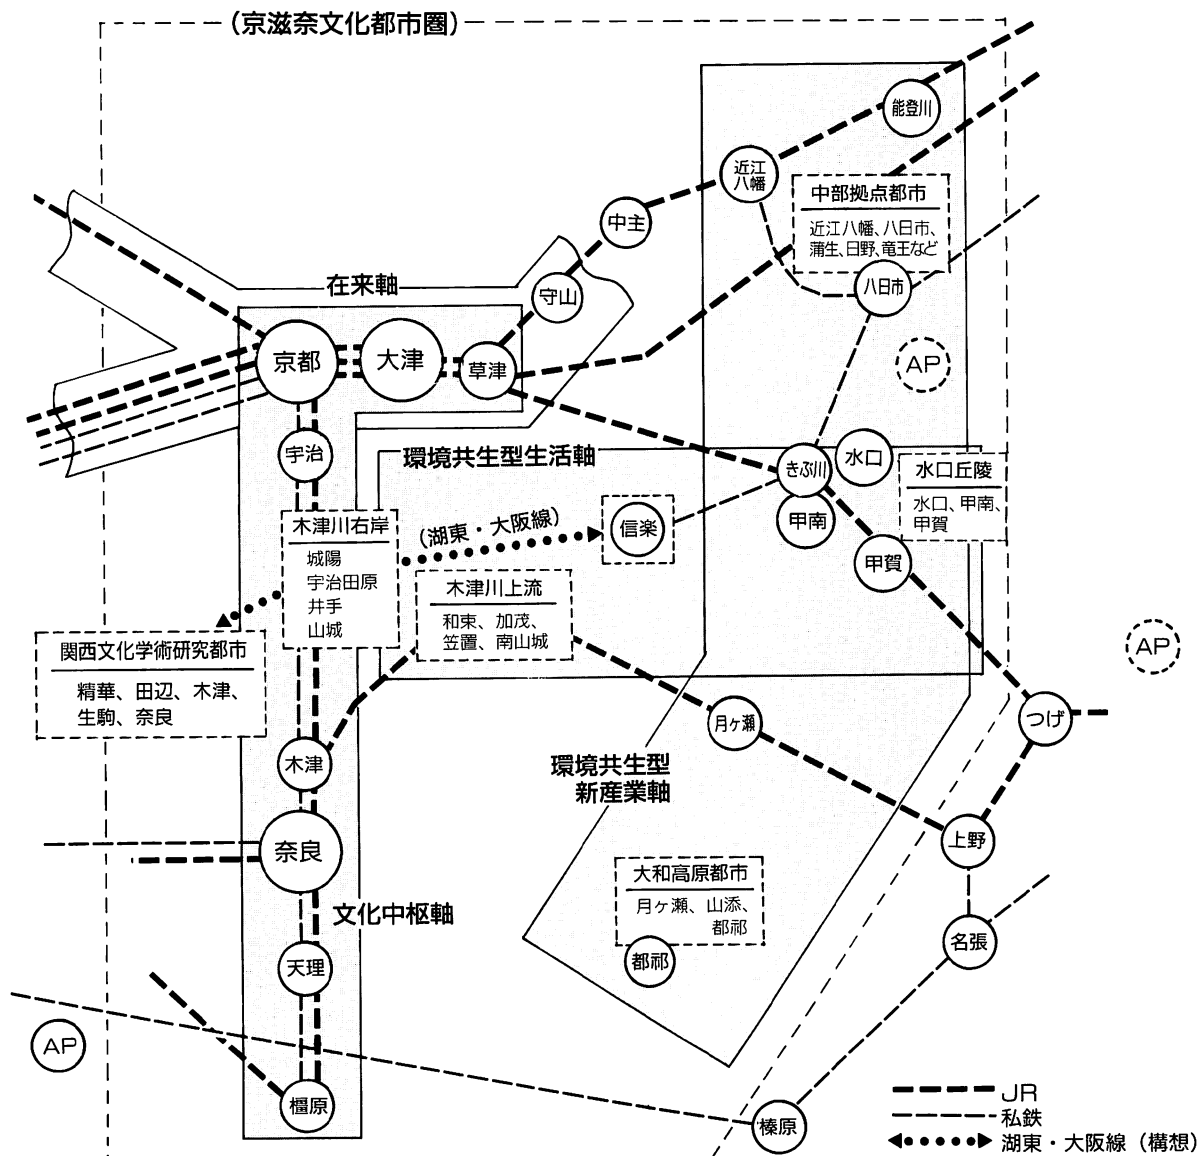 (京滋奈文化都市圏)
能登川
近江
八幡
中部拠点都市
近江八幡、八日市、
蒲生、日野、竜王など
中主
八日市
守山
在来軸
京都
大津
草津
AP
宇治
環境共生型生活軸
きぶ川
水口
水口丘陵
水口、甲南、
甲賀
甲南
信楽
(湖東・大阪線)
木津川右岸
城陽
宇治田原
井手
山城
甲賀
木津川上流
和束、加茂、
笠置、南山城
関西文化学術研究都市
精華、田辺、木津、
生駒、奈良
AP
月ヶ瀬
つげ
木津
環境共生型
新産業軸
奈良
上野
大和高原都市
月ヶ瀬、山添、
都祁
文化中枢軸
都祁
名張
天理
AP
橿原
榛原
JR
私鉄
湖東・大阪線(構想)